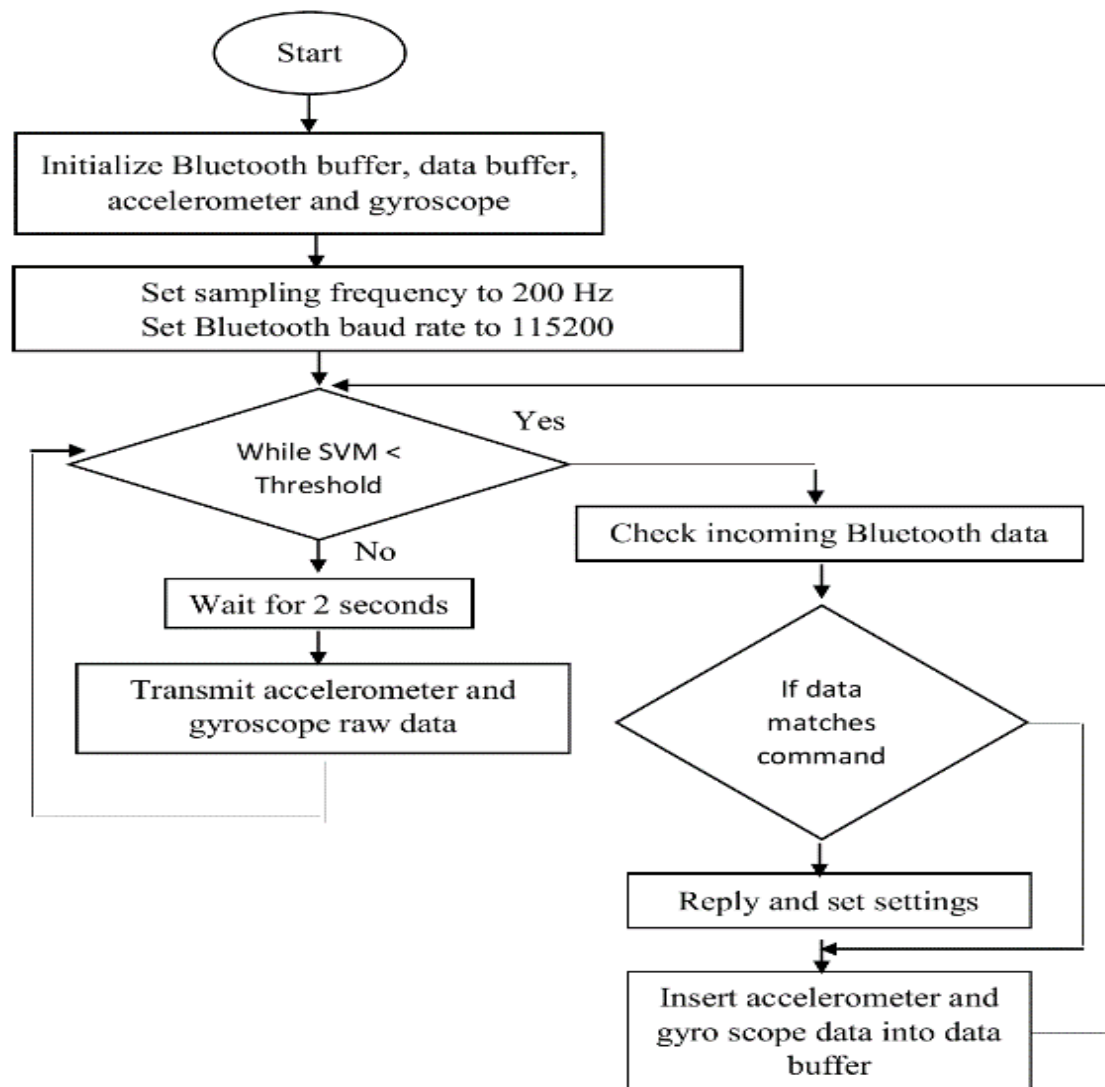 Start
Initialize Bluetooth buffer, data buffer,
accelerometer and gyroscope
Set sampling frequency to 200 Hz
Set Bluetooth baud rate to 115200
While SVM <
Threshold
Yes
No
Wait for 2 seconds
Transmit accelerometer and
gyroscope raw data
Check incoming Bluetooth data
If data
matches
command
Reply and set settings
Insert accelerometer and
gyro scope data into data
buffer